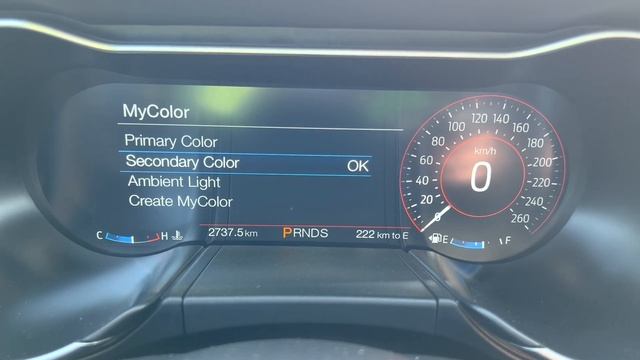 MyColor
Primary Color
Secondary Color OK
Ambient Light
Create MyColor
C H
2737.5 km PRNDS 222 km to E
E F
km/h
0
0 20 40 60 80 100 120 140 160 180 200 220 240 260